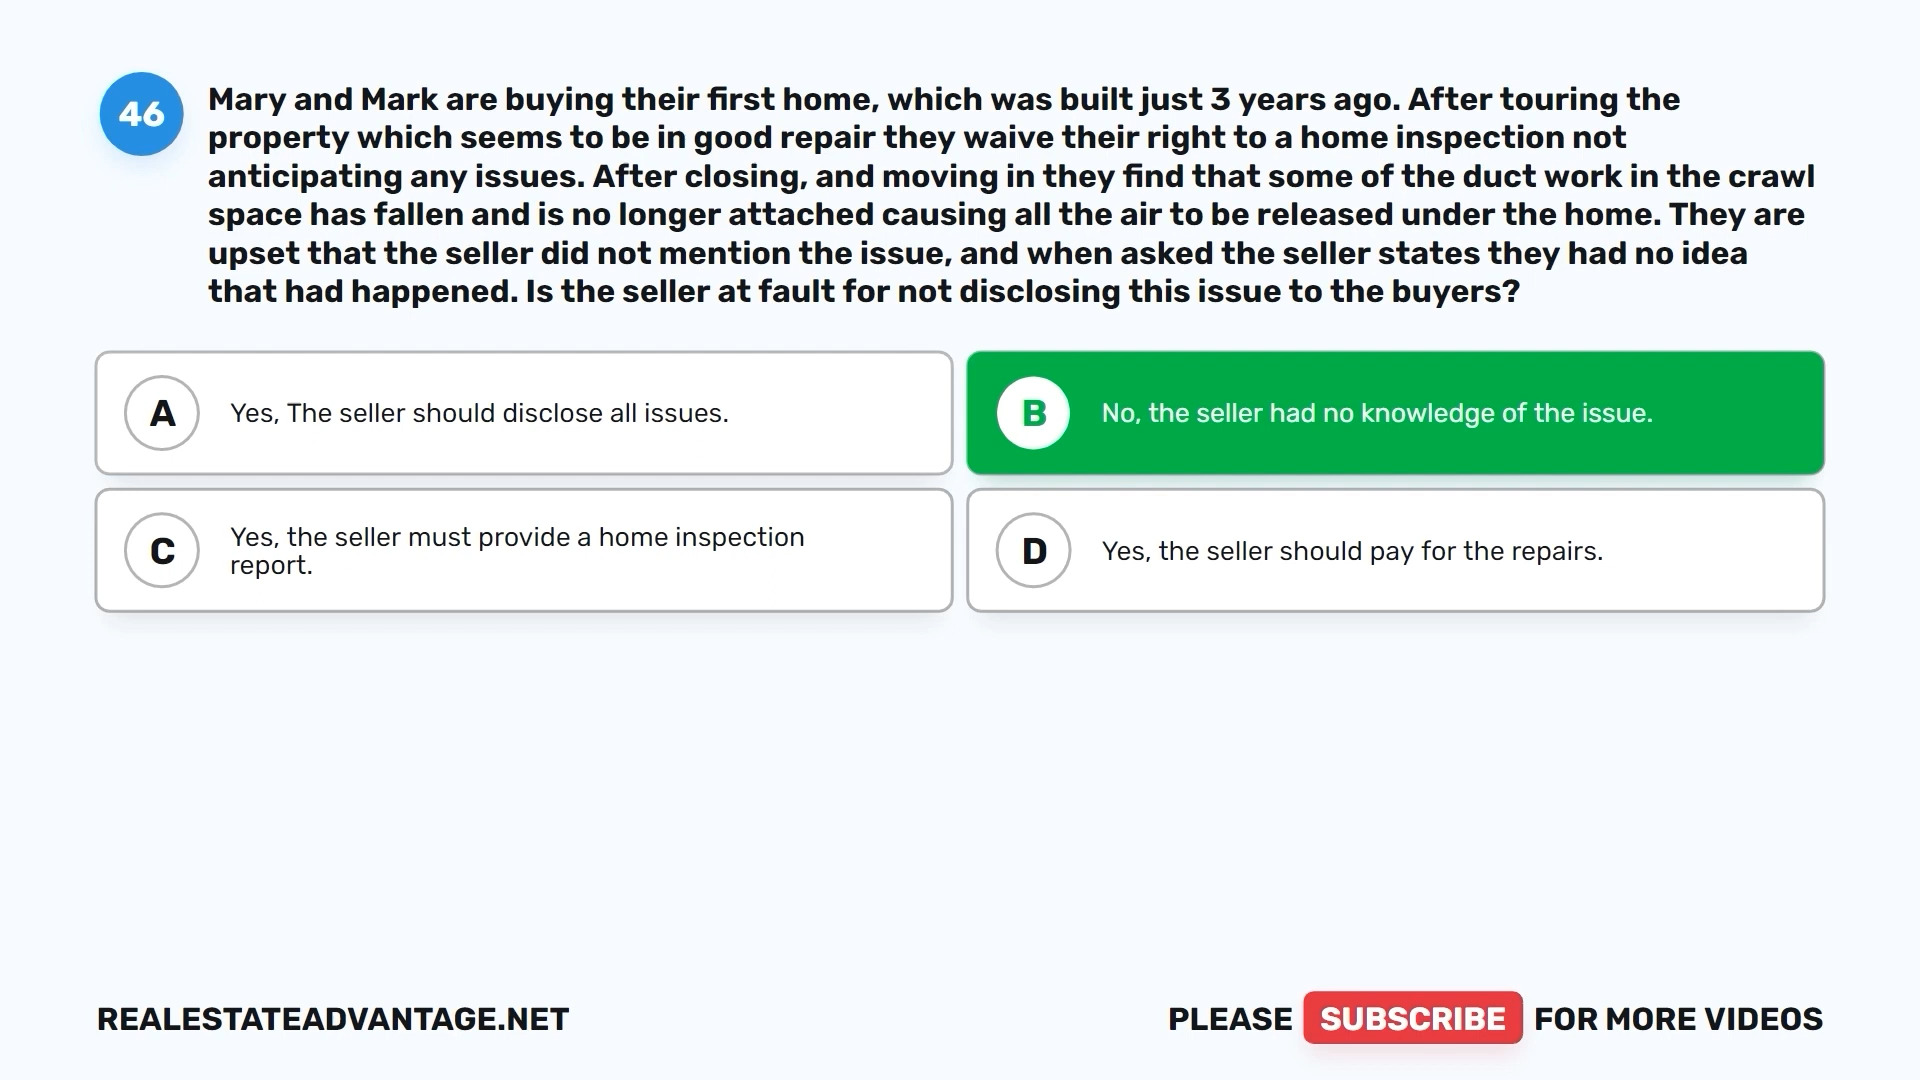 46
Mary and Mark are buying their first home, which was built just 3 years ago. After touring the
property which seems to be in good repair they waive their right to a home inspection not
anticipating any issues. After closing, and moving in they find that some of the duct work in the crawl
space has fallen and is no longer attached causing all the air to be released under the home. They are
upset that the seller did not mention the issue, and when asked the seller states they had no idea
that had happened. Is the seller at fault for not disclosing this issue to the buyers?
A Yes, The seller should disclose all issues.
B No, the seller had no knowledge of the issue.
C Yes, the seller must provide a home inspection
report.
D Yes, the seller should pay for the repairs.
REALESTATEADVANTAGE.NET
PLEASE SUBSCRIBE FOR MORE VIDEOS